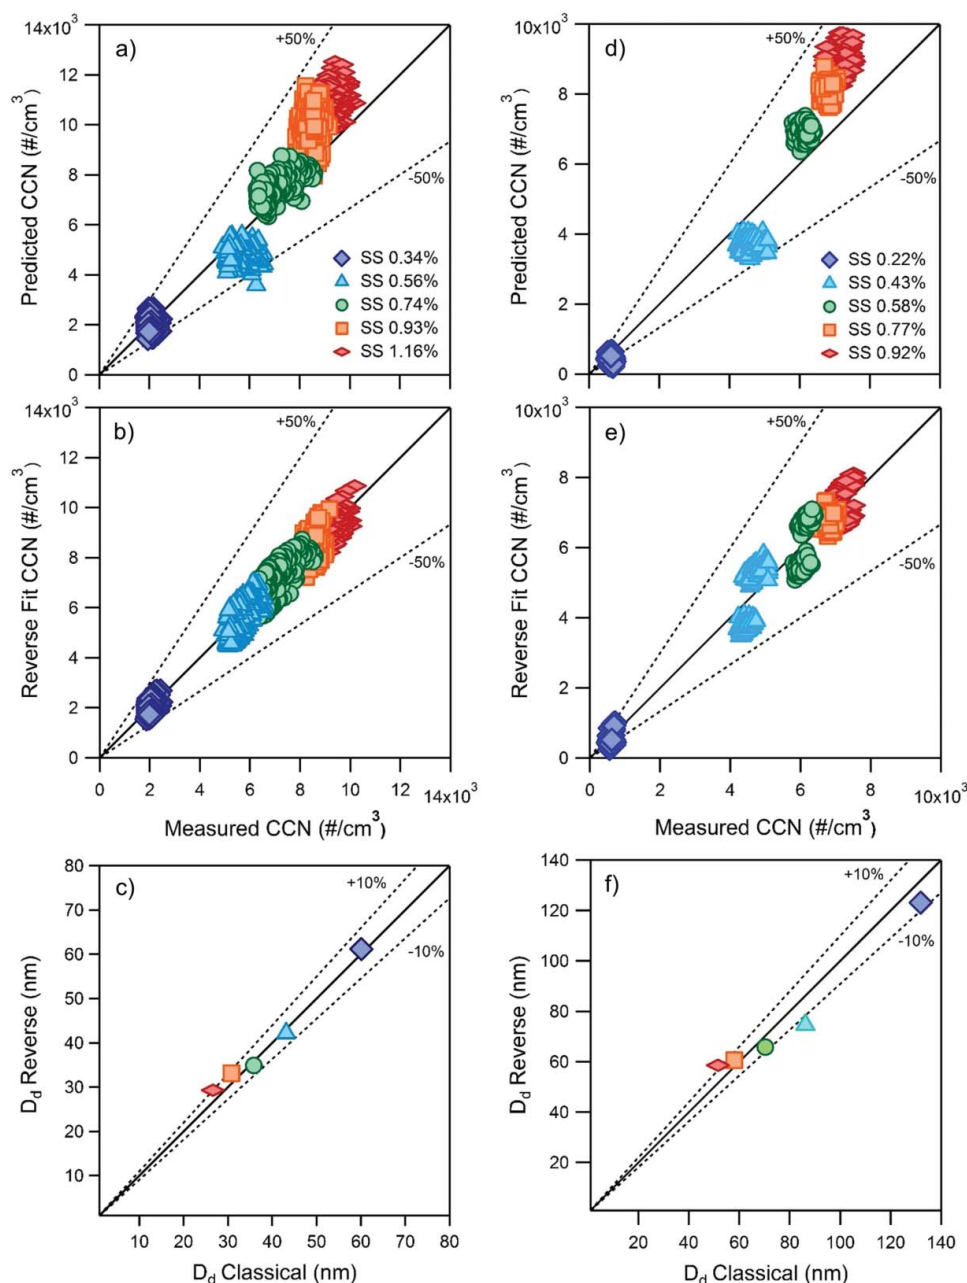 a)
14x10³
12
10
8
6
4
2
0
Predicted CCN (#/cm³)
+50%
-50%
SS 0.34%
SS 0.56%
SS 0.74%
SS 0.93%
SS 1.16%
d)
10x10³
8
6
4
2
0
Predicted CCN (#/cm³)
+50%
-50%
SS 0.22%
SS 0.43%
SS 0.58%
SS 0.77%
SS 0.92%
b)
14x10³
12
10
8
6
4
2
0
Reverse Fit CCN (#/cm³)
+50%
-50%
0 2 4 6 8 10 14x10³
Measured CCN (#/cm³)
e)
10x10³
8
6
4
2
0
Reverse Fit CCN (#/cm³)
+50%
-50%
0 2 4 6 10x10³
Measured CCN (#/cm³)
c)
80
70
60
50
40
30
20
10
D_d Reverse (nm)
+10%
-10%
10 20 30 40 50 60 70 80
D_d Classical (nm)
f)
140
120
100
80
60
40
20
D_d Reverse (nm)
+10%
-10%
20 40 60 80 100 120 140
D_d Classical (nm)